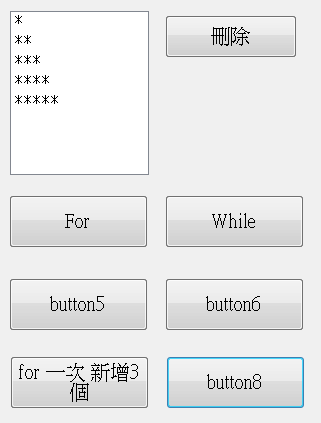 *
**
***
****
*****
刪除
For
While
button5
button6
for 一次 新增3
個
button8